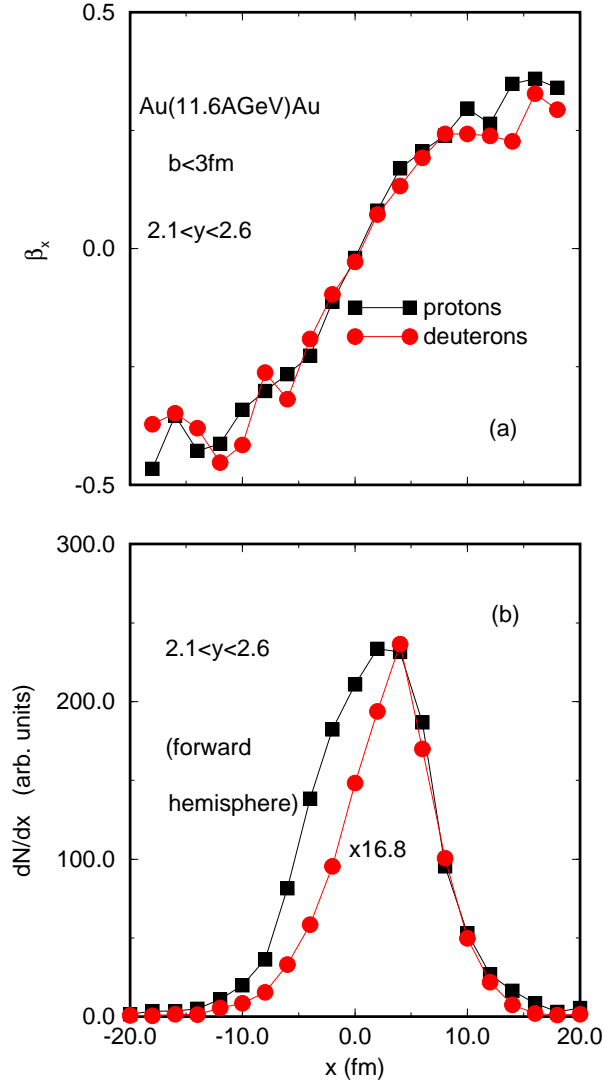 0.5
Au(11.6AGeV)Au
b<3fm
2.1<y<2.6
0.0
βx
protons
deuterons
(a)
-0.5
300.0
(b)
2.1<y<2.6
200.0
(forward
hemisphere)
dN/dx (arb. units)
x16.8
100.0
0.0
-20.0 -10.0 0.0 10.0 20.0
x (fm)